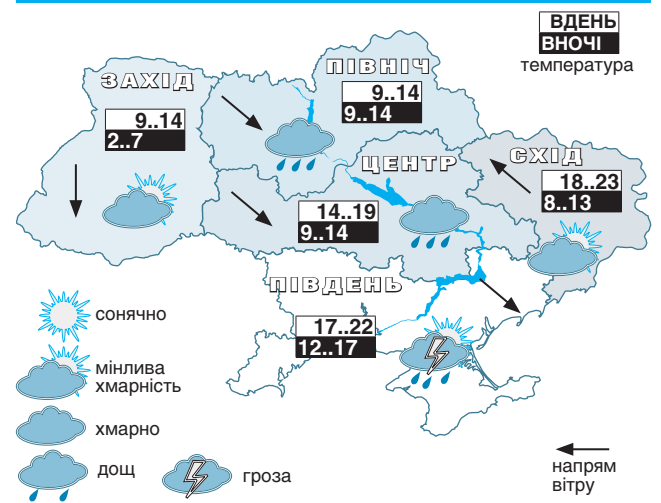 ВДЕНЬ
ВНОЧІ
температура
ЗАХІД
9..14
2..7
ПІВНІЧ
9..14
9..14
ЦЕНТР
14..19
9..14
СХІД
18..23
8..13
ПІВДЕНЬ
17..22
12..17
сонячно
мінлива
хмарність
хмарно
дощ
гроза
напрям
вітру